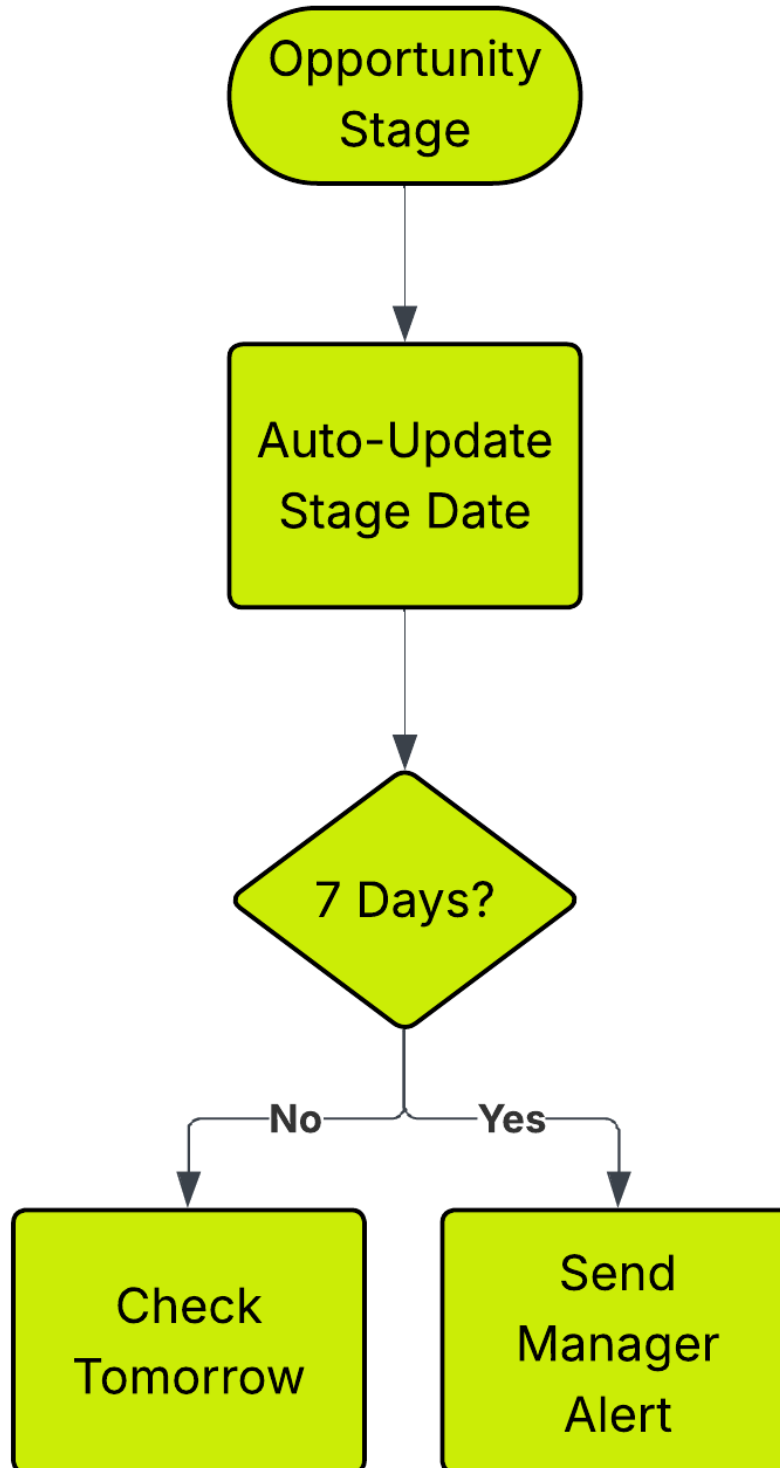 Opportunity
Stage
Auto-Update
Stage Date
7 Days?
No
Yes
Check
Tomorrow
Send
Manager
Alert